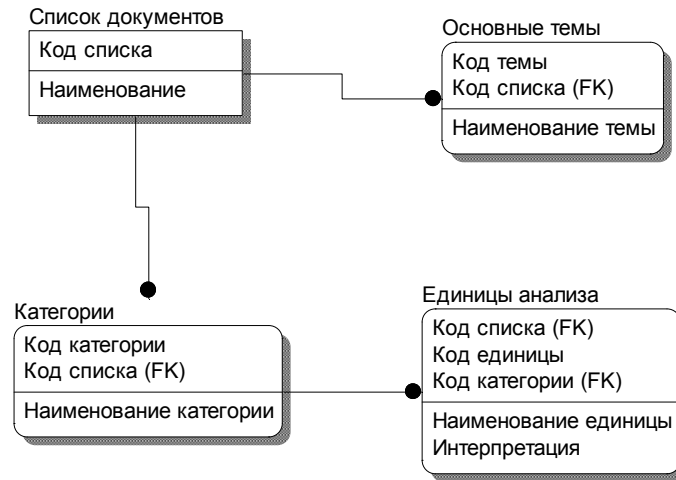 Список документов
Код списка
Наименование
Основные темы
Код темы
Код списка (FK)
Наименование темы
Категории
Код категории
Код списка (FK)
Наименование категории
Единицы анализа
Код списка (FK)
Код единицы
Код категории (FK)
Наименование единицы
Интерпретация